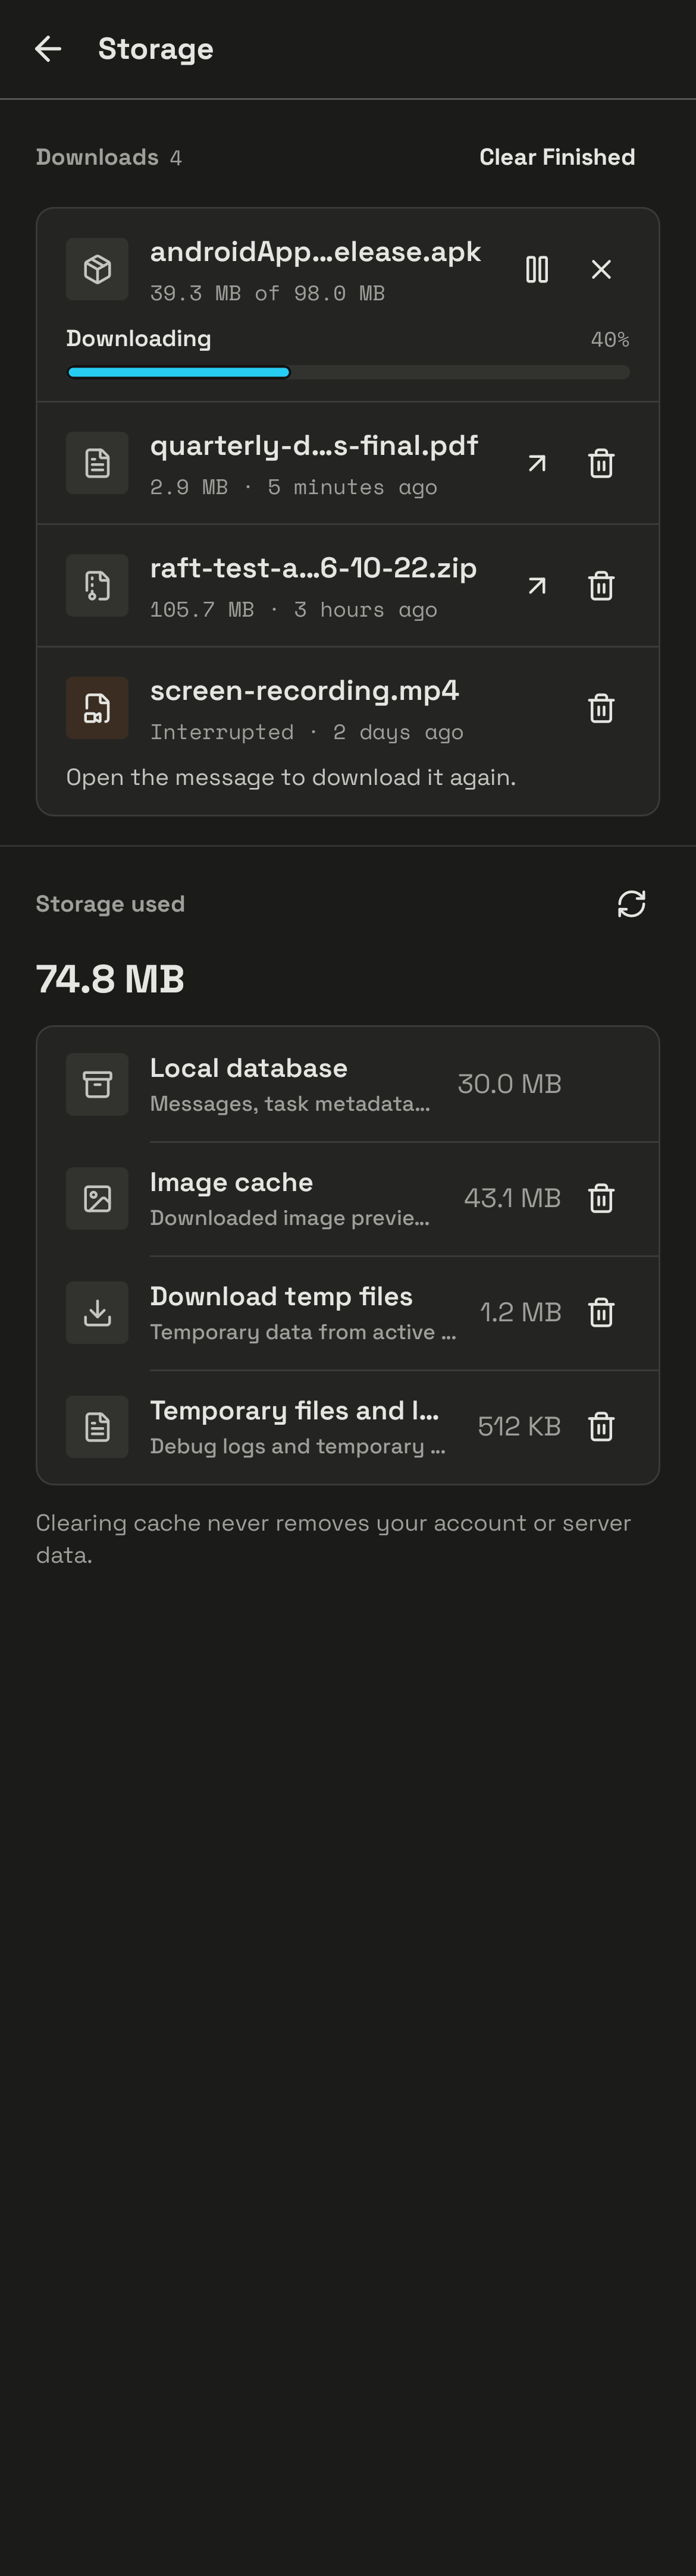 Storage
Downloads 4
Clear Finished
androidApp...elease.apk
39.3 MB of 98.0 MB
Downloading 40%
quarterly-d...s-final.pdf
2.9 MB · 5 minutes ago
raft-test-a...6-10-22.zip
105.7 MB · 3 hours ago
screen-recording.mp4
Interrupted · 2 days ago
Open the message to download it again.
Storage used
74.8 MB
Local database
Messages, task metadata...
30.0 MB
Image cache
Downloaded image previe...
43.1 MB
Download temp files
Temporary data from active ...
1.2 MB
Temporary files and l...
Debug logs and temporary ...
512 KB
Clearing cache never removes your account or server
data.